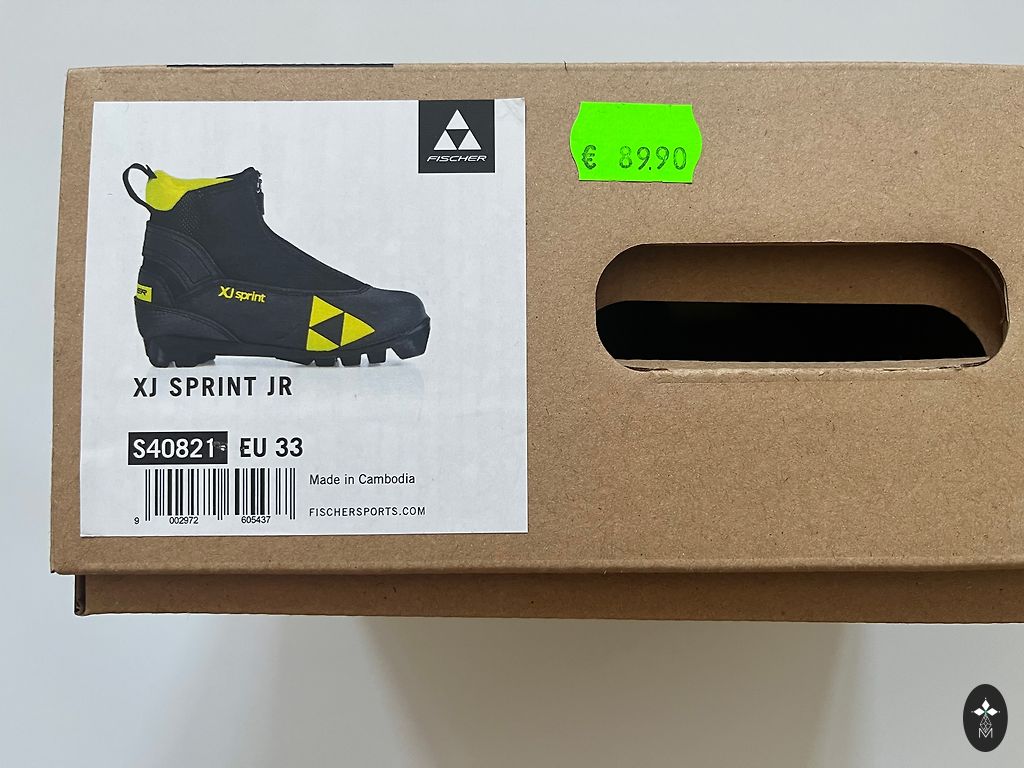 FISCHER
€ 89.90
XJ sprint
XJ SPRINT JR
S40821 EU 33
Made in Cambodia
9 002972 605437
FISCHERSPORTS.COM
M